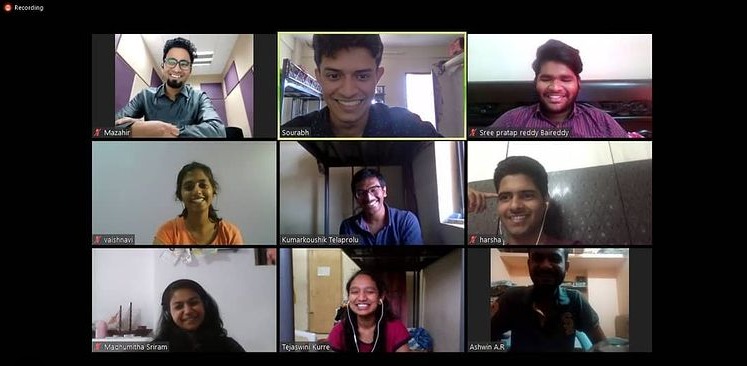 Recording
Mazahir
Sourabh
Sree pratap reddy Baireddy
vaishnavi
Kumarkoushik Telaprolu
harsha
Madhumitha Sriram
Tejaswini Kurre
Ashwin A.R